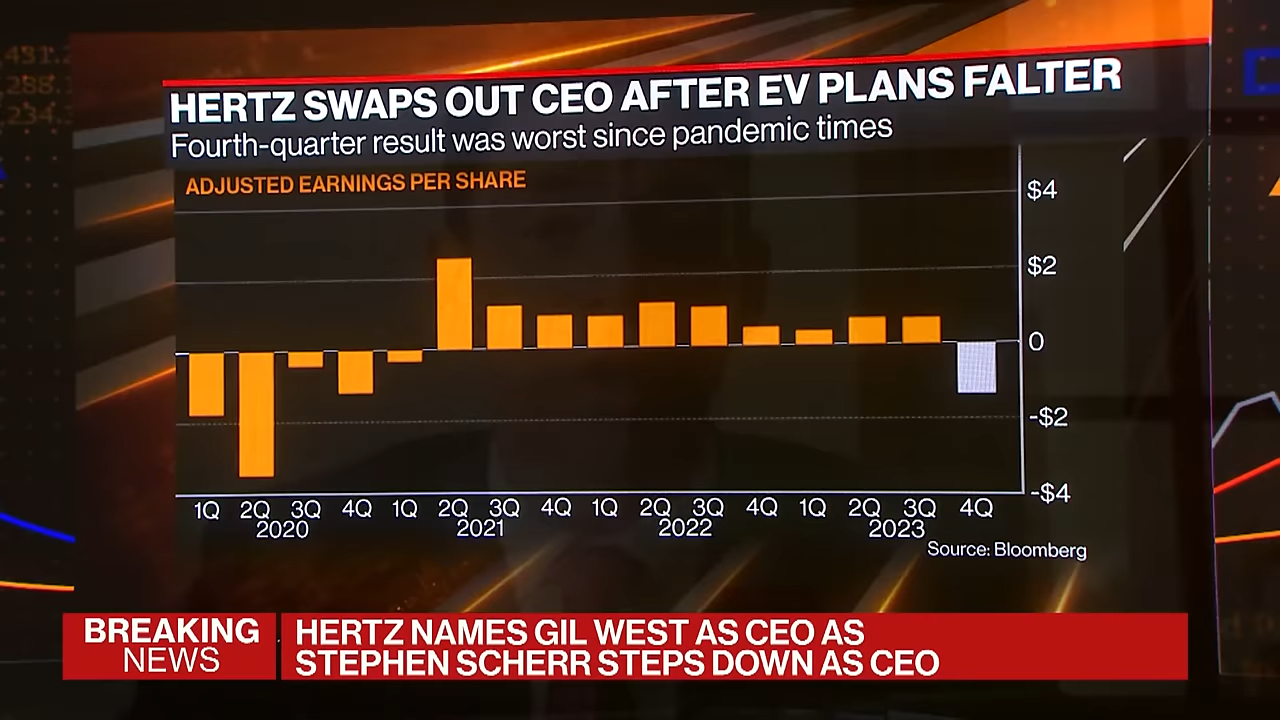 HERTZ SWAPS OUT CEO AFTER EV PLANS FALTER
Fourth-quarter result was worst since pandemic times
ADJUSTED EARNINGS PER SHARE
$4
$2
0
-$2
-$4
1Q 2Q 3Q 4Q 1Q 2Q 3Q 4Q 1Q 2Q 3Q 4Q 1Q 2Q 3Q 4Q
2020 2021 2022 2023
Source: Bloomberg
BREAKING NEWS
HERTZ NAMES GIL WEST AS CEO AS
STEPHEN SCHERR STEPS DOWN AS CEO